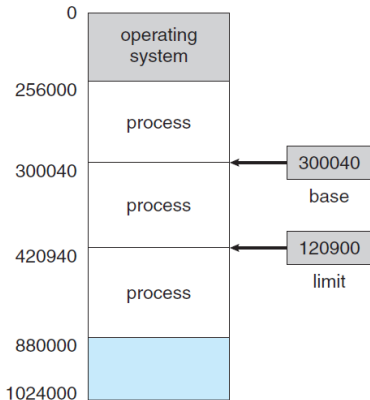 0
operating
system
256000
process
300040
300040
base
process
420940
120900
limit
process
880000
1024000